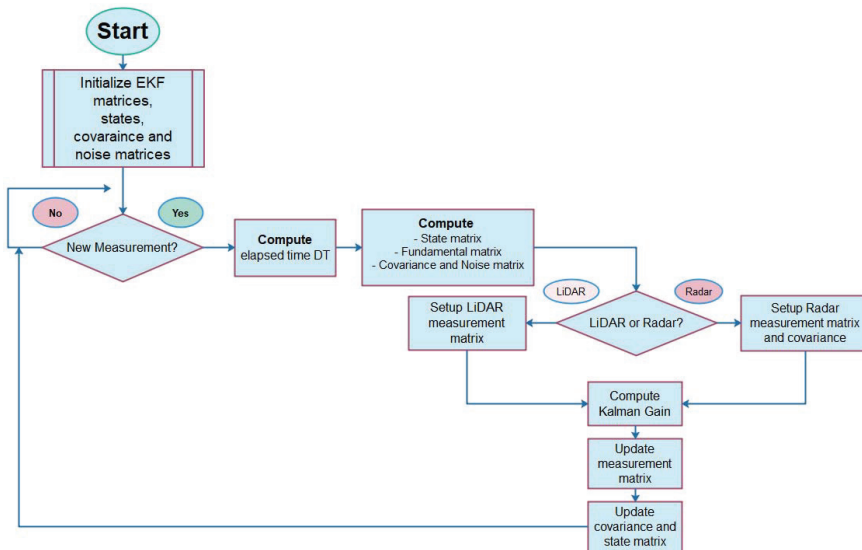 Start
Initialize EKF
matrices,
states,
covaraince and
noise matrices
No
Yes
New Measurement?
Compute
elapsed time DT
Compute
- State matrix
- Fundamental matrix
- Covariance and Noise matrix
LiDAR
Radar
LiDAR or Radar?
Setup LiDAR
measurement
matrix
Setup Radar
measurement matrix
and covariance
Compute
Kalman Gain
Update
measurement
matrix
Update
covariance and
state matrix